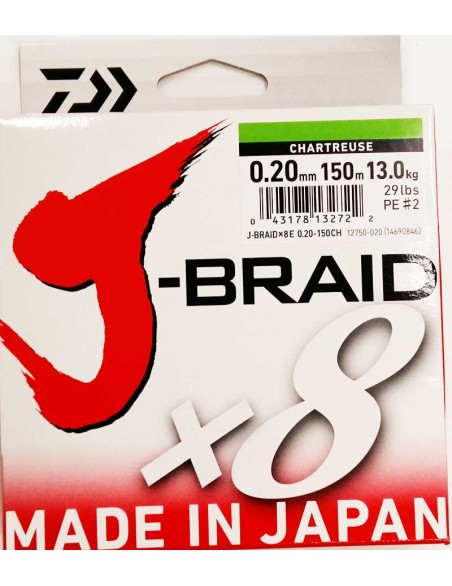 CHARTREUSE
0.20mm 150m 13.0kg
29lbs
PE #2
0 43178 13272 2
J-BRAID×8E 0.20-150CH 12750-020 (14690846)
J-BRAID
×8
MADE IN JAPAN